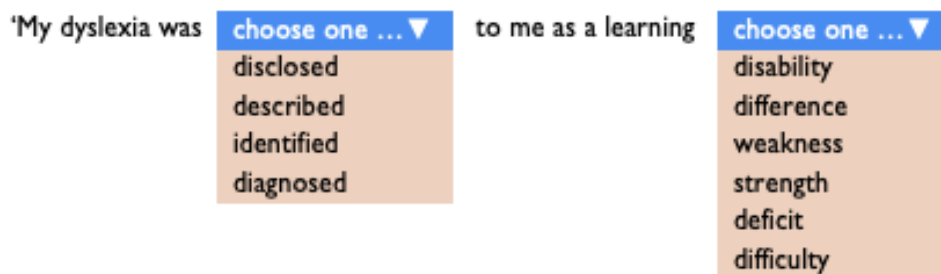 ‘My dyslexia was choose one ... ▼ to me as a learning choose one ... ▼
disclosed disability
described difference
identified weakness
diagnosed strength
deficit
difficulty